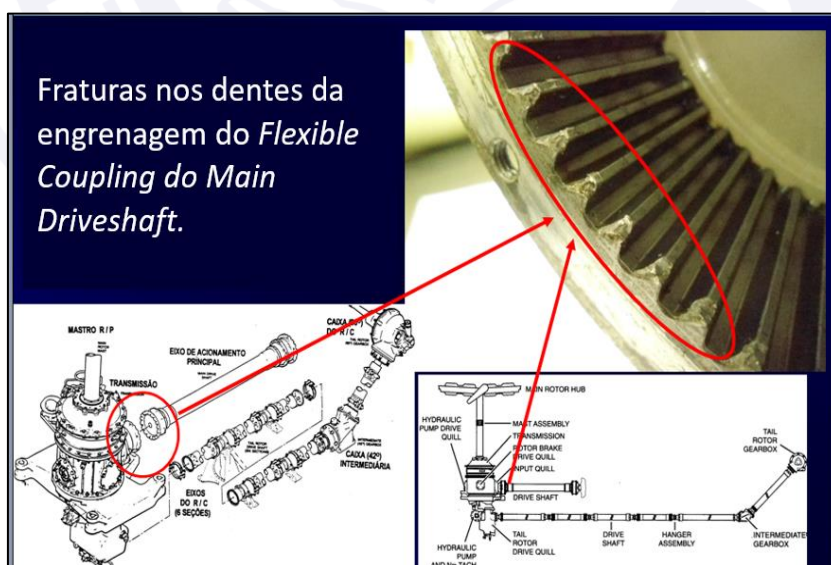 Fraturas nos dentes da
engrenagem do Flexible
Coupling do Main
Driveshaft.
MASTRO R / P
TRANSMISSÃO
EIXO DE ACIONAMENTO
PRINCIPAL
MAIN DRIVE
SHAFT
CAIXA
DO R / C
EIXOS
DO R / C
(6 SEÇÕES)
CAIXA (42º)
INTERMEDIÁRIA
MAIN ROTOR HUB
HYDRAULIC
PUMP DRIVE
QUILL
MAST ASSEMBLY
TRANSMISSION
ROTOR BRAKE
DRIVE QUILL
INPUT QUILL
DRIVE SHAFT
TAIL
ROTOR
GEARBOX
HYDRAULIC
PUMP
TAIL
ROTOR
DRIVE QUILL
DRIVE
SHAFT
HANGER
ASSEMBLY
INTERMEDIATE
GEARBOX